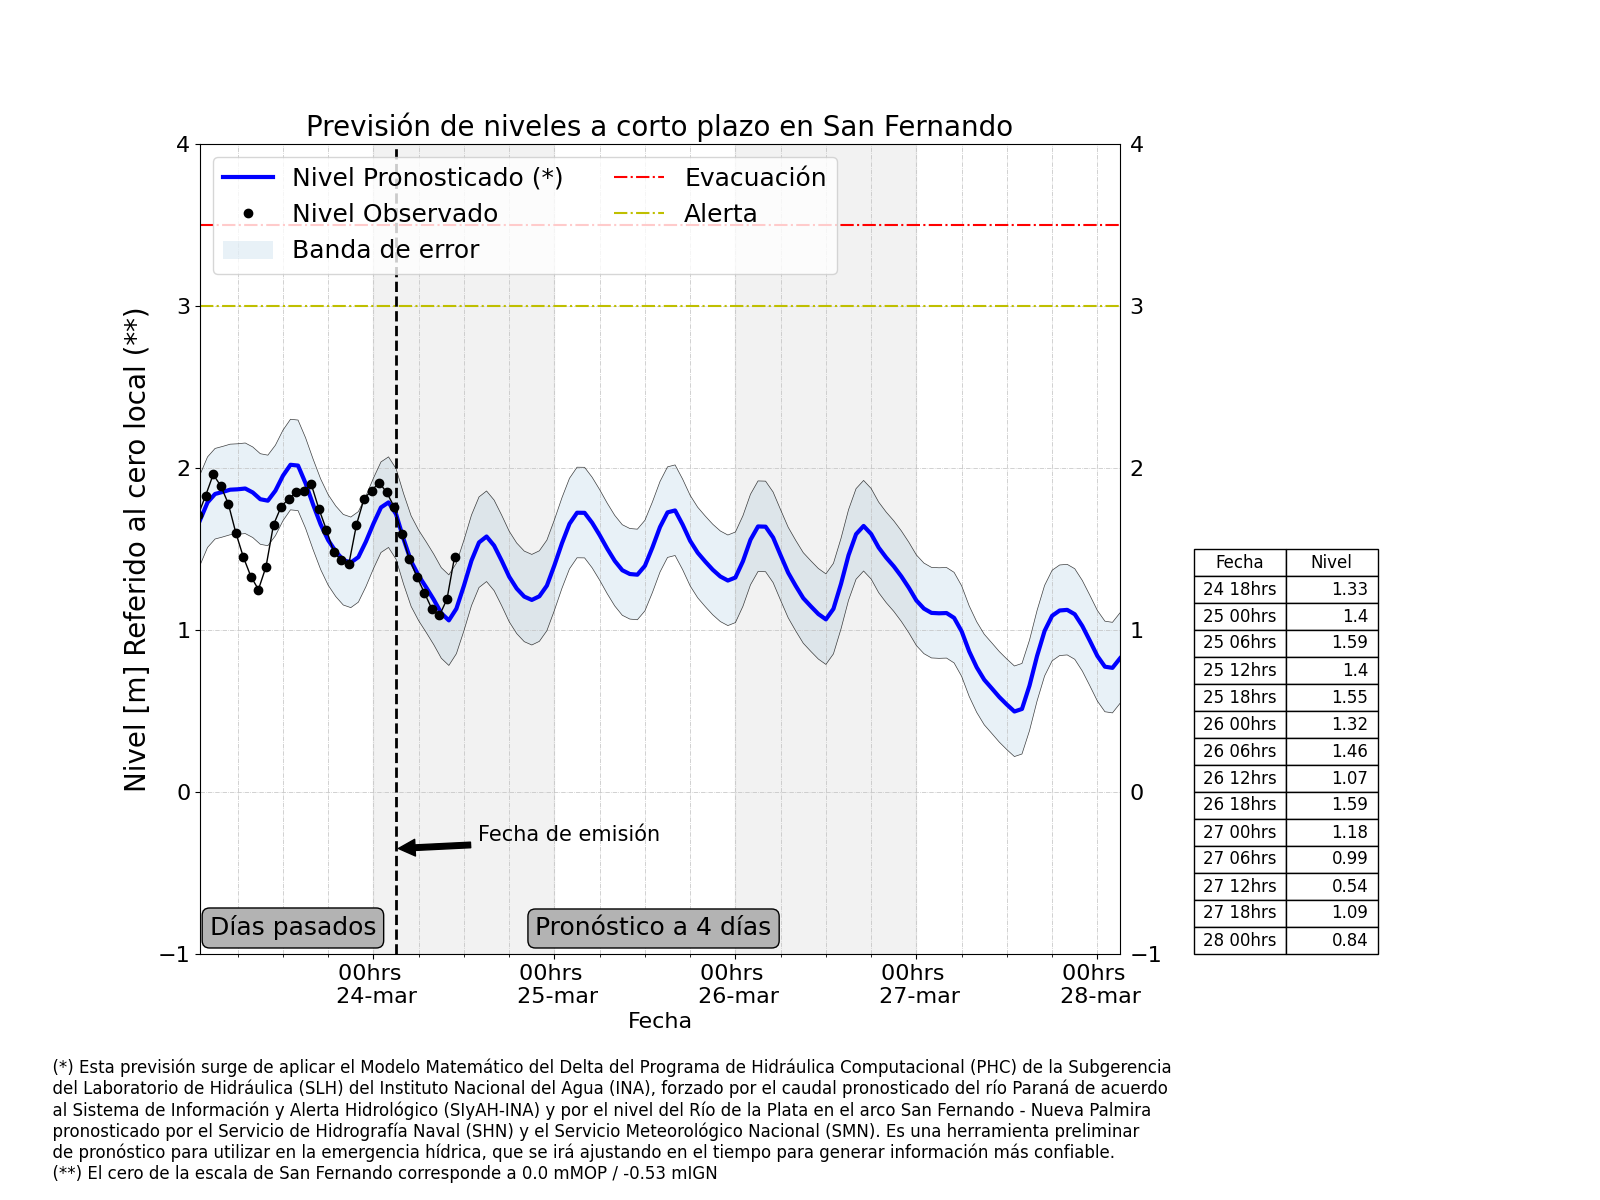 Previsión de niveles a corto plazo en San Fernando
4
3
2
1
0
−1
Nivel [m] Referido al cero local (**)
Nivel Pronosticado (*)
Nivel Observado
Banda de error
Evacuación
Alerta
4
3
2
1
0
−1
Fecha de emisión
Días pasados
Pronóstico a 4 días
00hrs
24-mar
00hrs
25-mar
00hrs
26-mar
00hrs
27-mar
00hrs
28-mar
Fecha
Fecha Nivel
24 18hrs 1.33
25 00hrs 1.4
25 06hrs 1.59
25 12hrs 1.4
25 18hrs 1.55
26 00hrs 1.32
26 06hrs 1.46
26 12hrs 1.07
26 18hrs 1.59
27 00hrs 1.18
27 06hrs 0.99
27 12hrs 0.54
27 18hrs 1.09
28 00hrs 0.84
(*) Esta previsión surge de aplicar el Modelo Matemático del Delta del Programa de Hidráulica Computacional (PHC) de la Subgerencia
del Laboratorio de Hidráulica (SLH) del Instituto Nacional del Agua (INA), forzado por el caudal pronosticado del río Paraná de acuerdo
al Sistema de Información y Alerta Hidrológico (SIyAH-INA) y por el nivel del Río de la Plata en el arco San Fernando - Nueva Palmira
pronosticado por el Servicio de Hidrografía Naval (SHN) y el Servicio Meteorológico Nacional (SMN). Es una herramienta preliminar
de pronóstico para utilizar en la emergencia hídrica, que se irá ajustando en el tiempo para generar información más confiable.
(**) El cero de la escala de San Fernando corresponde a 0.0 mMOP / -0.53 mIGN